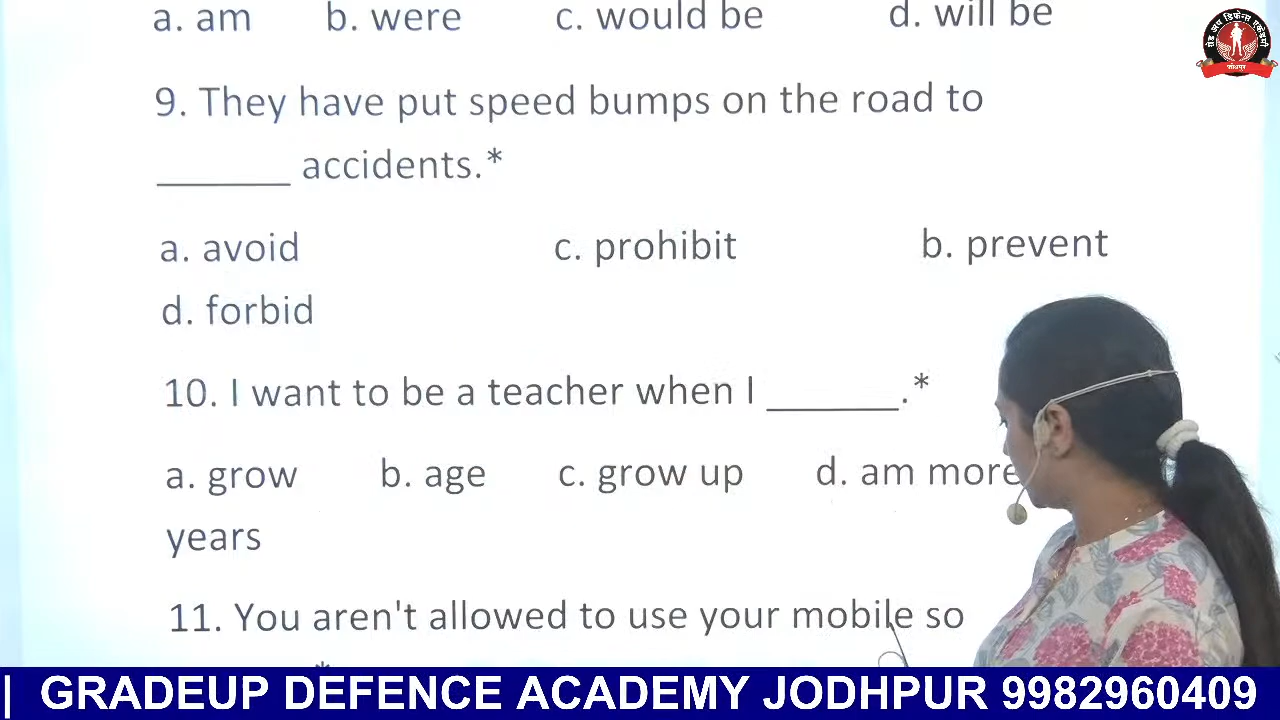 a. am b. were c. would be d. will be
9. They have put speed bumps on the road to
_______ accidents.*
a. avoid c. prohibit b. prevent
d. forbid
10. I want to be a teacher when I _______.*
a. grow b. age c. grow up d. am more
years
11. You aren't allowed to use your mobile so
*
| GRADEUP DEFENCE ACADEMY JODHPUR 9982960409
जोधपुर